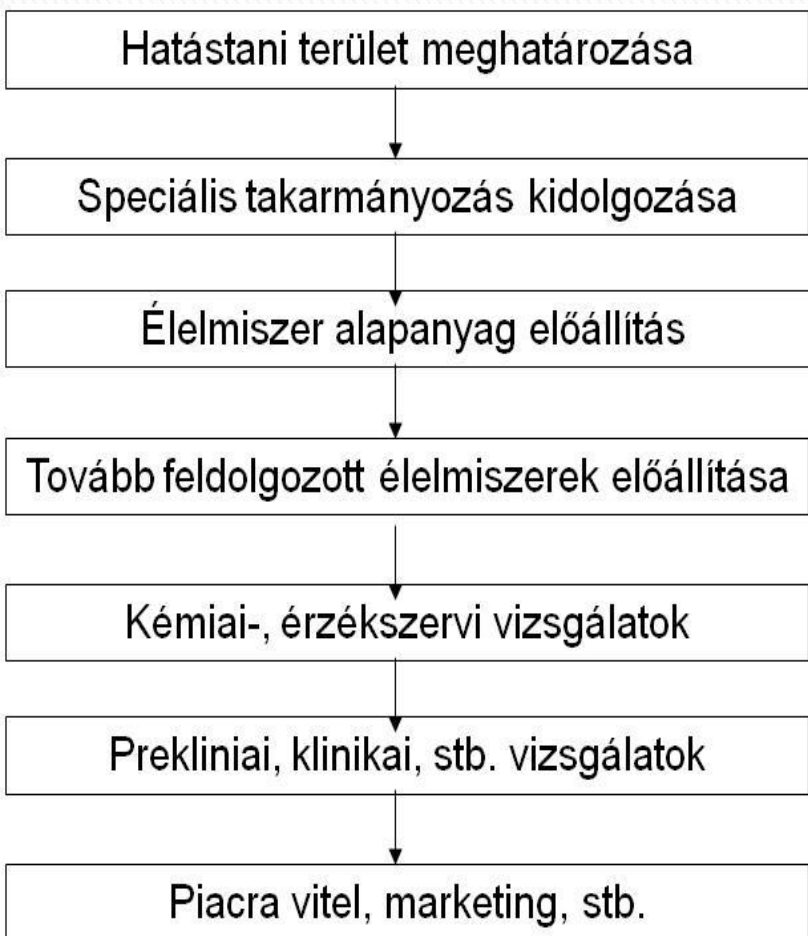 Hatástani terület meghatározása
Speciális takarmányozás kidolgozása
Élelmiszer alapanyag előállítás
Tovább feldolgozott élelmiszerek előállítása
Kémiai-, érzékszervi vizsgálatok
Prekliniai, klinikai, stb. vizsgálatok
Piacra vitel, marketing, stb.